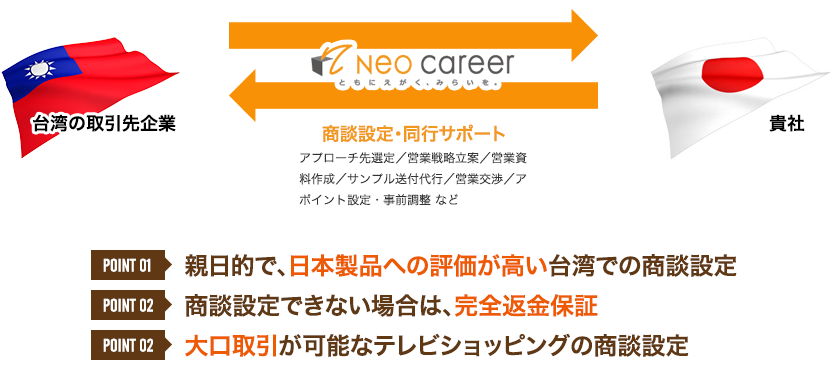 NEO career
ともにえがく、みらいを。
台湾の取引先企業
貴社
商談設定・同行サポート
アプローチ先選定／営業戦略立案／営業資
料作成／サンプル送付代行／営業交渉／ア
ポイント設定・事前調整 など
POINT 01 親日的で、日本製品への評価が高い台湾での商談設定
POINT 02 商談設定できない場合は、完全返金保証
POINT 02 大口取引が可能なテレビショッピングの商談設定